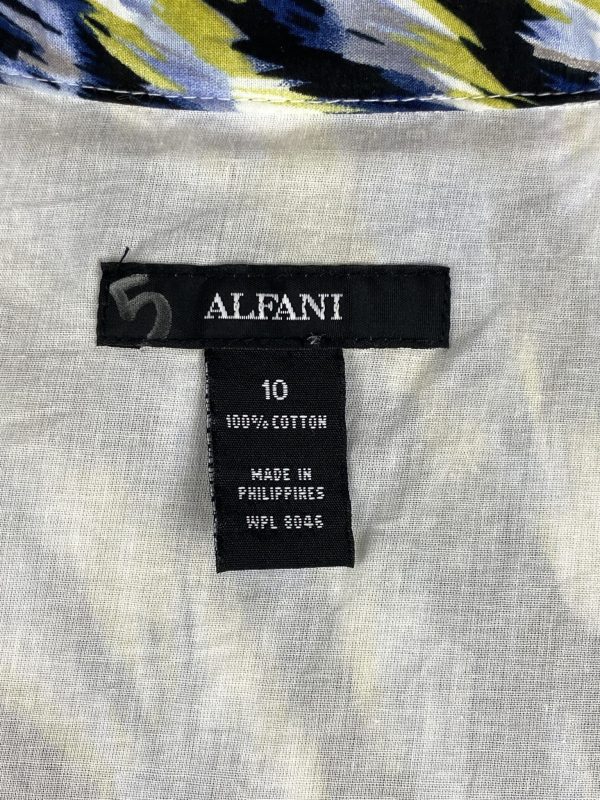 5 ALFANI
10
100% COTTON
MADE IN
PHILIPPINES
WPL 8046